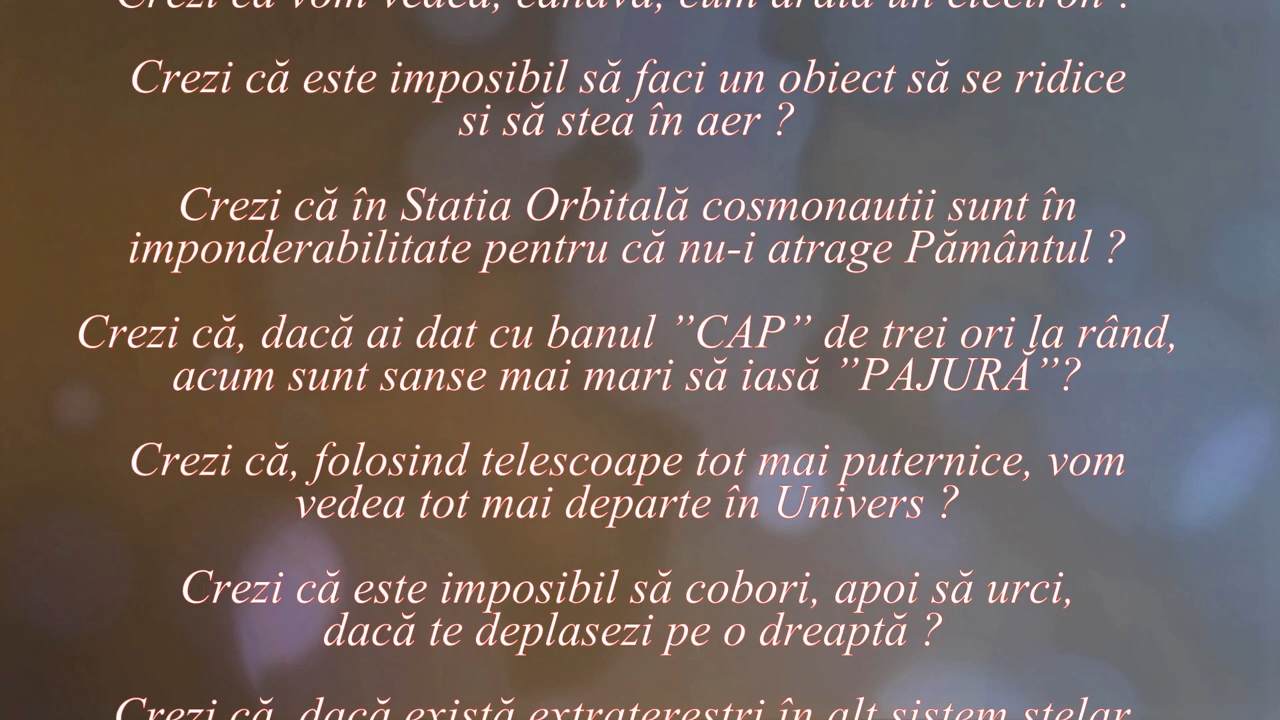 Crezi că vom vedea, cândva, cum arată un electron ?
Crezi că este imposibil să faci un obiect să se ridice
si să stea în aer ?
Crezi că în Statia Orbitală cosmonautii sunt în
imponderabilitate pentru că nu-i atrage Pământul ?
Crezi că, dacă ai dat cu banul ”CAP” de trei ori la rând,
acum sunt sanse mai mari să iasă ”PAJURĂ”?
Crezi că, folosind telescoape tot mai puternice, vom
vedea tot mai departe în Univers ?
Crezi că este imposibil să cobori, apoi să urci,
dacă te deplasezi pe o dreaptă ?
Crezi că, dacă există extraterestri în alt sistem stelar,